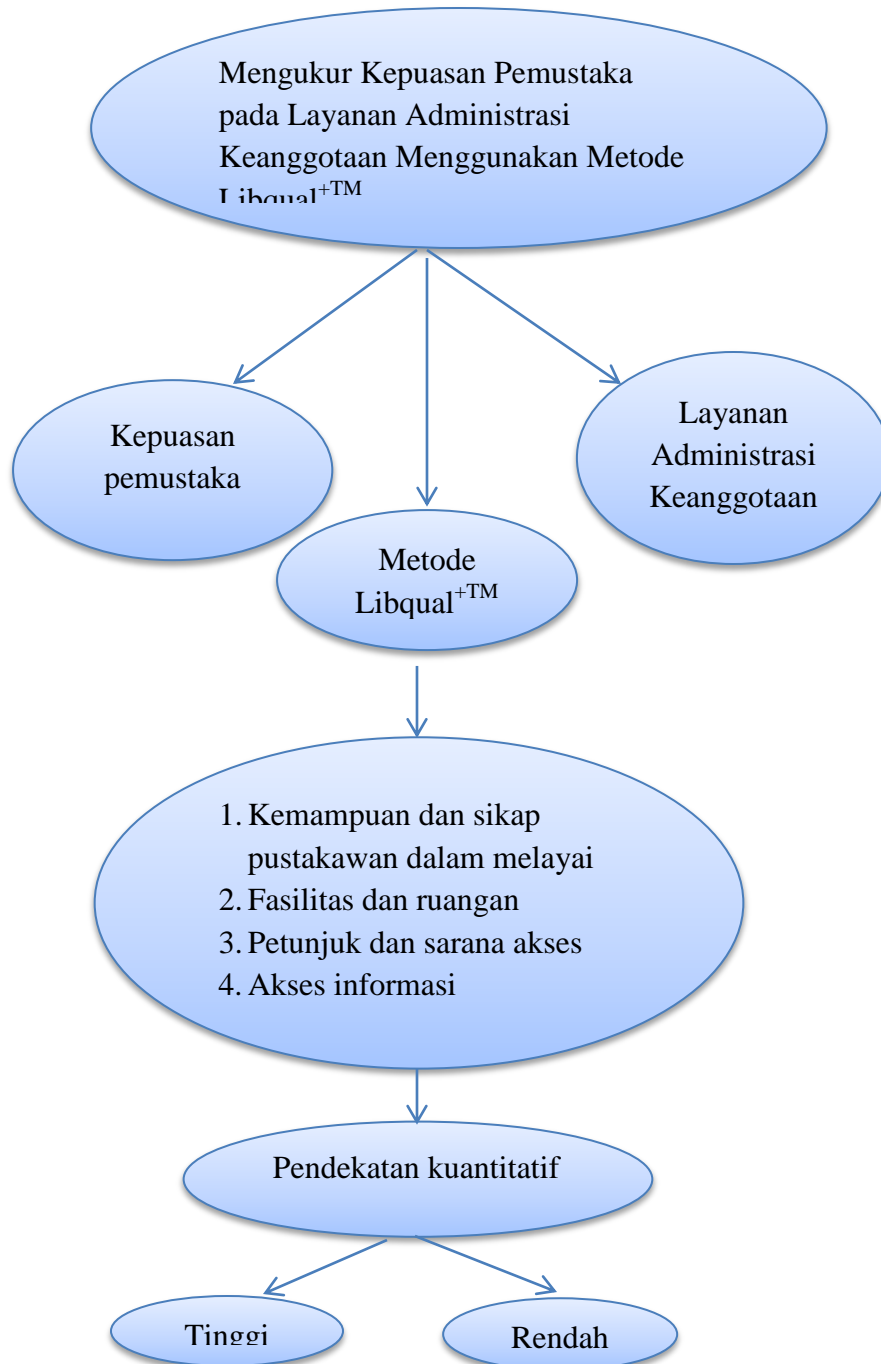 Mengukur Kepuasan Pemustaka
pada Layanan Administrasi
Keanggotaan Menggunakan Metode
Libqual+TM
Kepuasan
pemustaka
Layanan
Administrasi
Keanggotaan
Metode
Libqual+TM
1. Kemampuan dan sikap
pustakawan dalam melayai
2. Fasilitas dan ruangan
3. Petunjuk dan sarana akses
4. Akses informasi
Pendekatan kuantitatif
Tinggi
Rendah